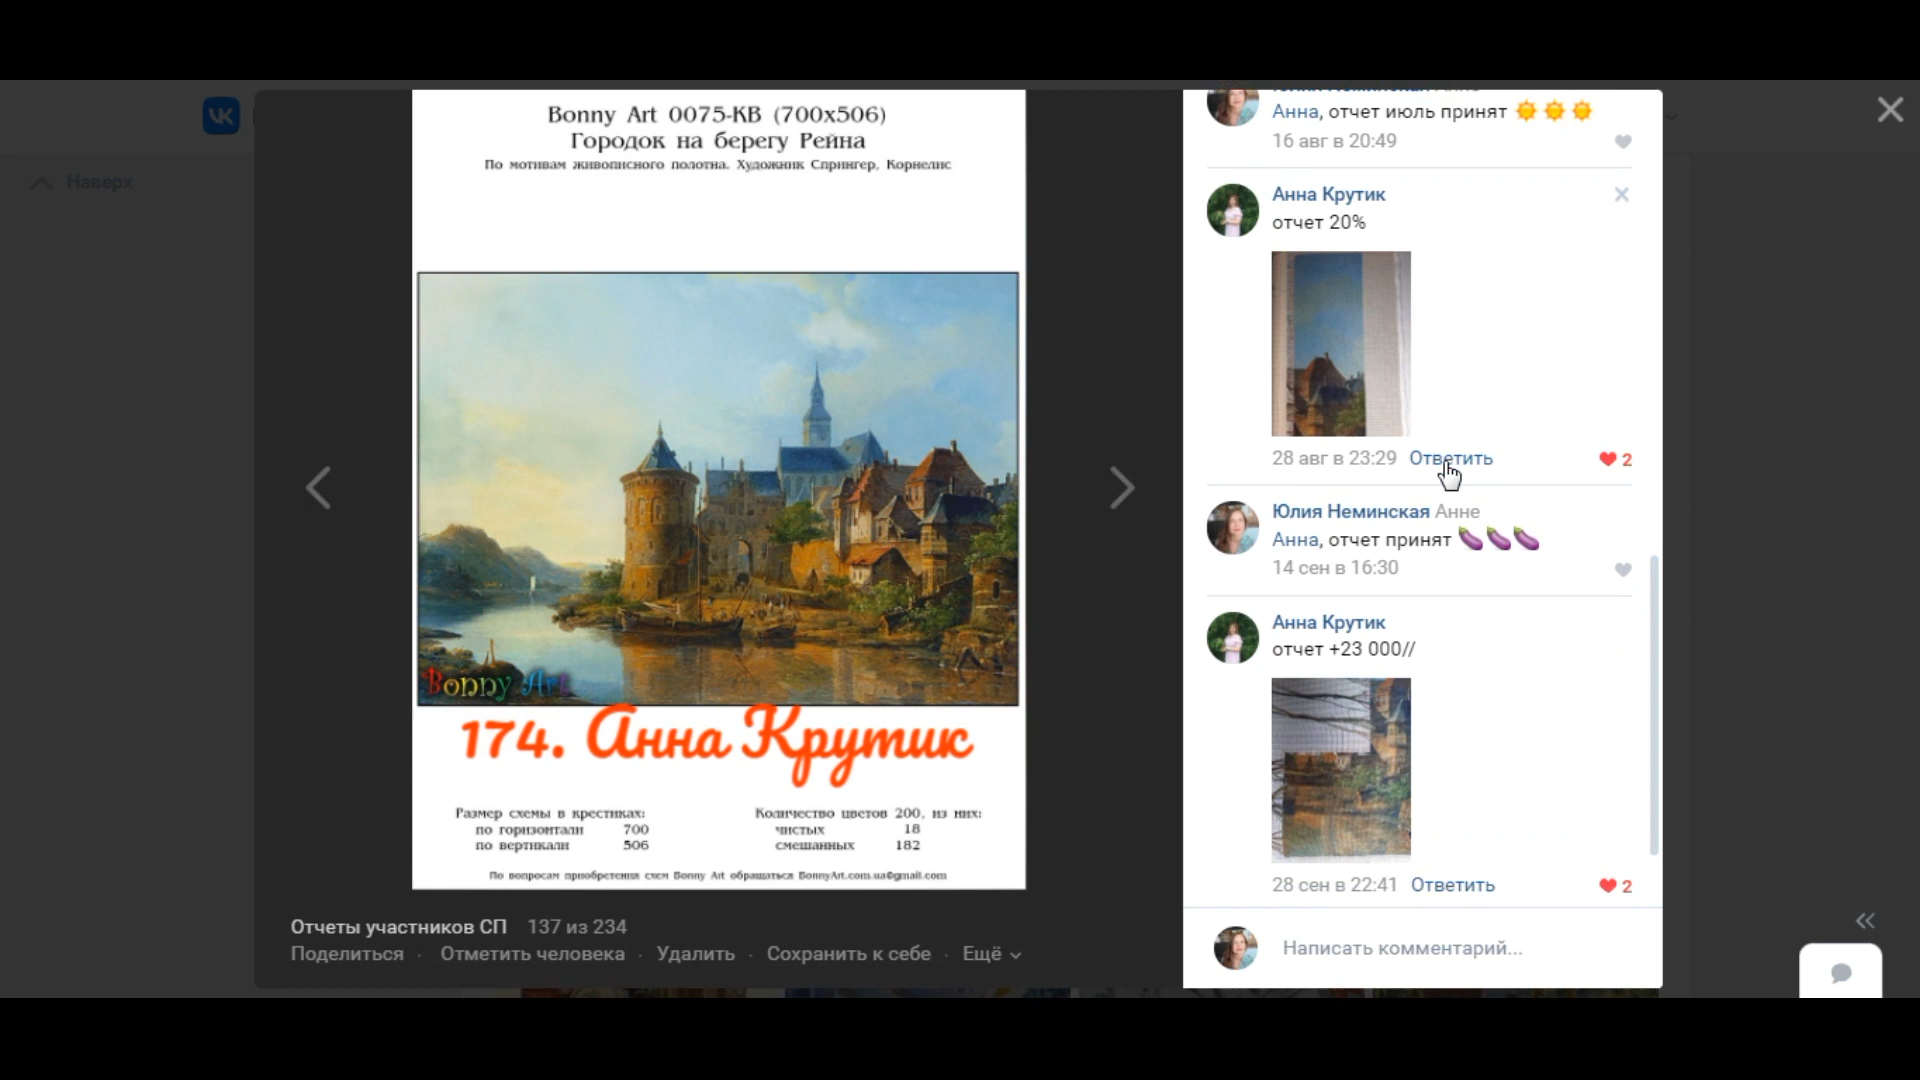 Наверх
Bonny Art 0075-КВ (700x506)
Городок на берегу Рейна
По мотивам живописного полотна. Художник Спрингер, Корнелис
Bonny Art
174. Анна Крутик
Размер схемы в крестиках:
по горизонтали 700
по вертикали 506
Количество цветов 200, из них:
чистых 18
смешанных 182
По вопросам приобретения схем Bonny Art обращаться BonnyArt.com.ua@gmail.com
Отчеты участников СП 137 из 234
Поделиться · Отметить человека · Удалить · Сохранить к себе · Ещё
Анна, отчет июль принят ☀️☀️☀️
16 авг в 20:49
Анна Крутик
отчет 20%
28 авг в 23:29 Ответить
2
Юлия Неминская Анне
Анна, отчет принят 🍆🍆🍆
14 сен в 16:30
Анна Крутик
отчет +23 000//
28 сен в 22:41 Ответить
2
Написать комментарий...